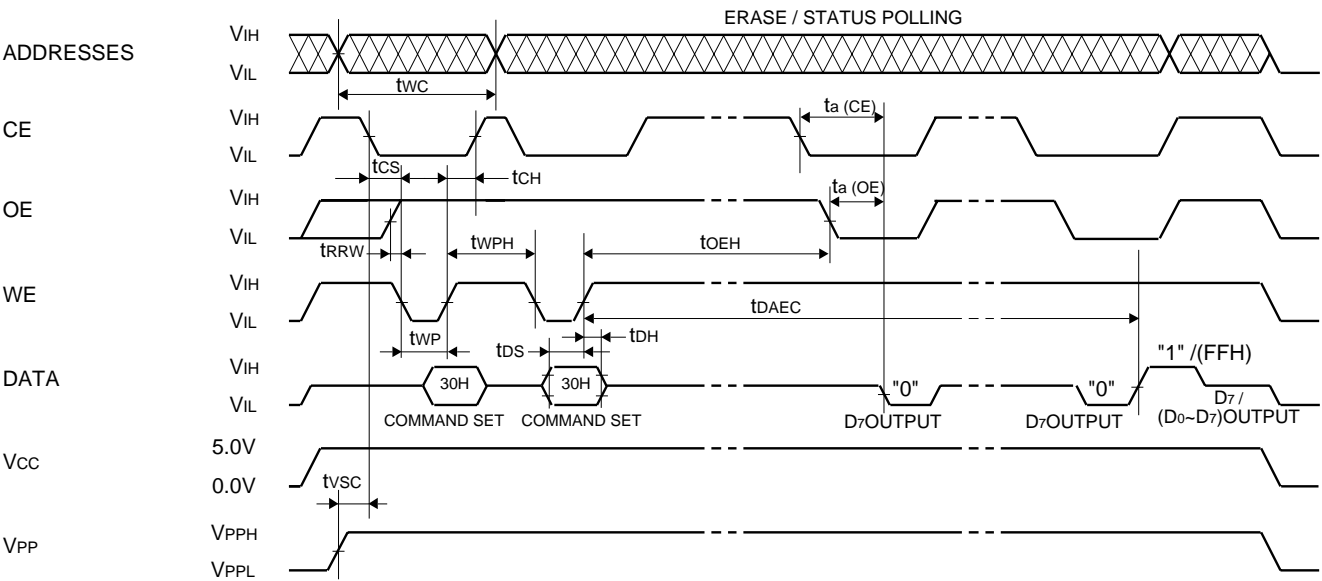 ERASE / STATUS POLLING
ADDRESSES
VIH
VIL
tWC
CE
VIH
VIL
ta (CE)
tCS
tCH
OE
VIH
VIL
ta (OE)
tRRW
tWPH
tOEH
WE
VIH
VIL
tDAEC
tWP
tDS
tDH
DATA
VIH
VIL
30H
30H
"0"
"0"
"1" /(FFH)
COMMAND SET
COMMAND SET
D7OUTPUT
D7OUTPUT
D7 /
(D0~D7)OUTPUT
VCC
5.0V
0.0V
tVSC
VPP
VPPH
VPPL